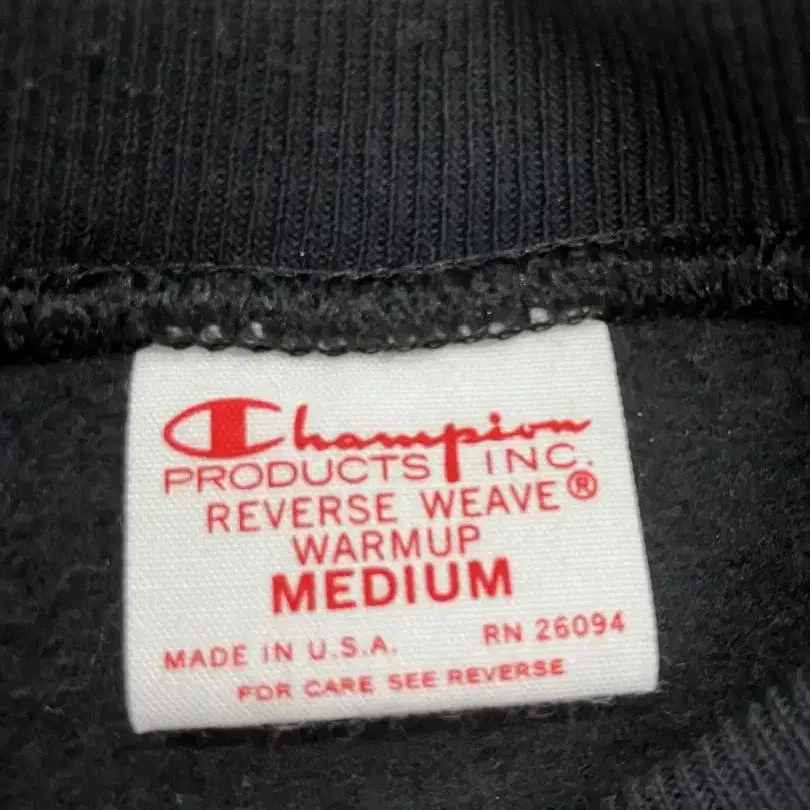 Champion
PRODUCTS INC.
REVERSE WEAVE®
WARMUP
MEDIUM
MADE IN U.S.A. RN 26094
FOR CARE SEE REVERSE